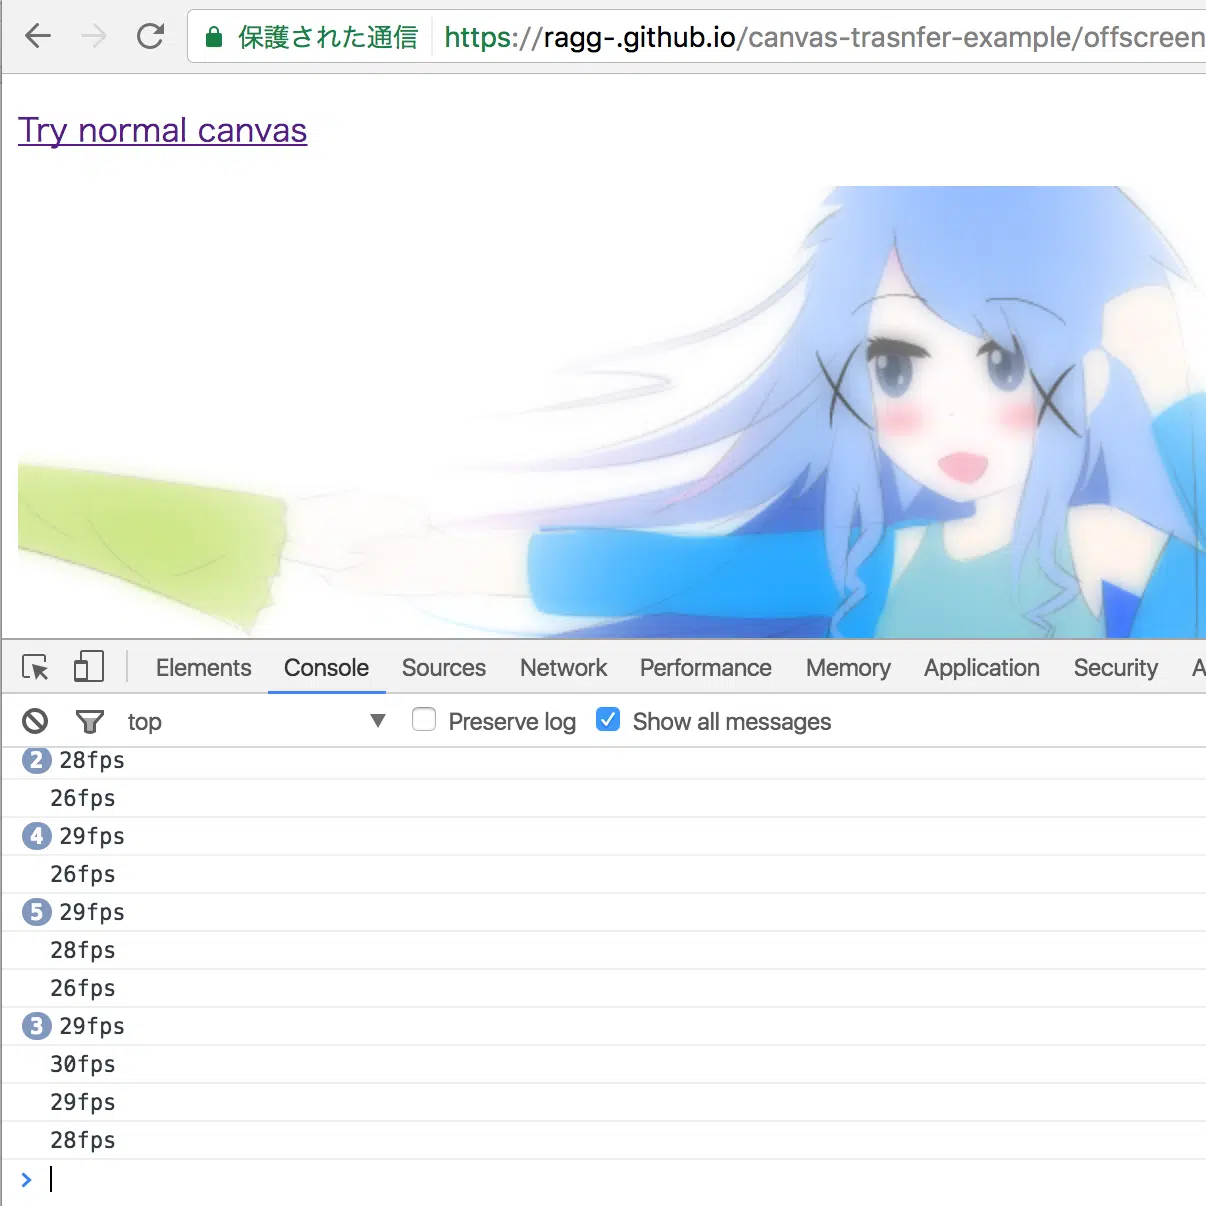 保護された通信 https://ragg-.github.io/canvas-trasnfer-example/offscreen
Try normal canvas
Elements Console Sources Network Performance Memory Application Security A
top Preserve log Show all messages
2 28fps
26fps
4 29fps
26fps
5 29fps
28fps
26fps
3 29fps
30fps
29fps
28fps